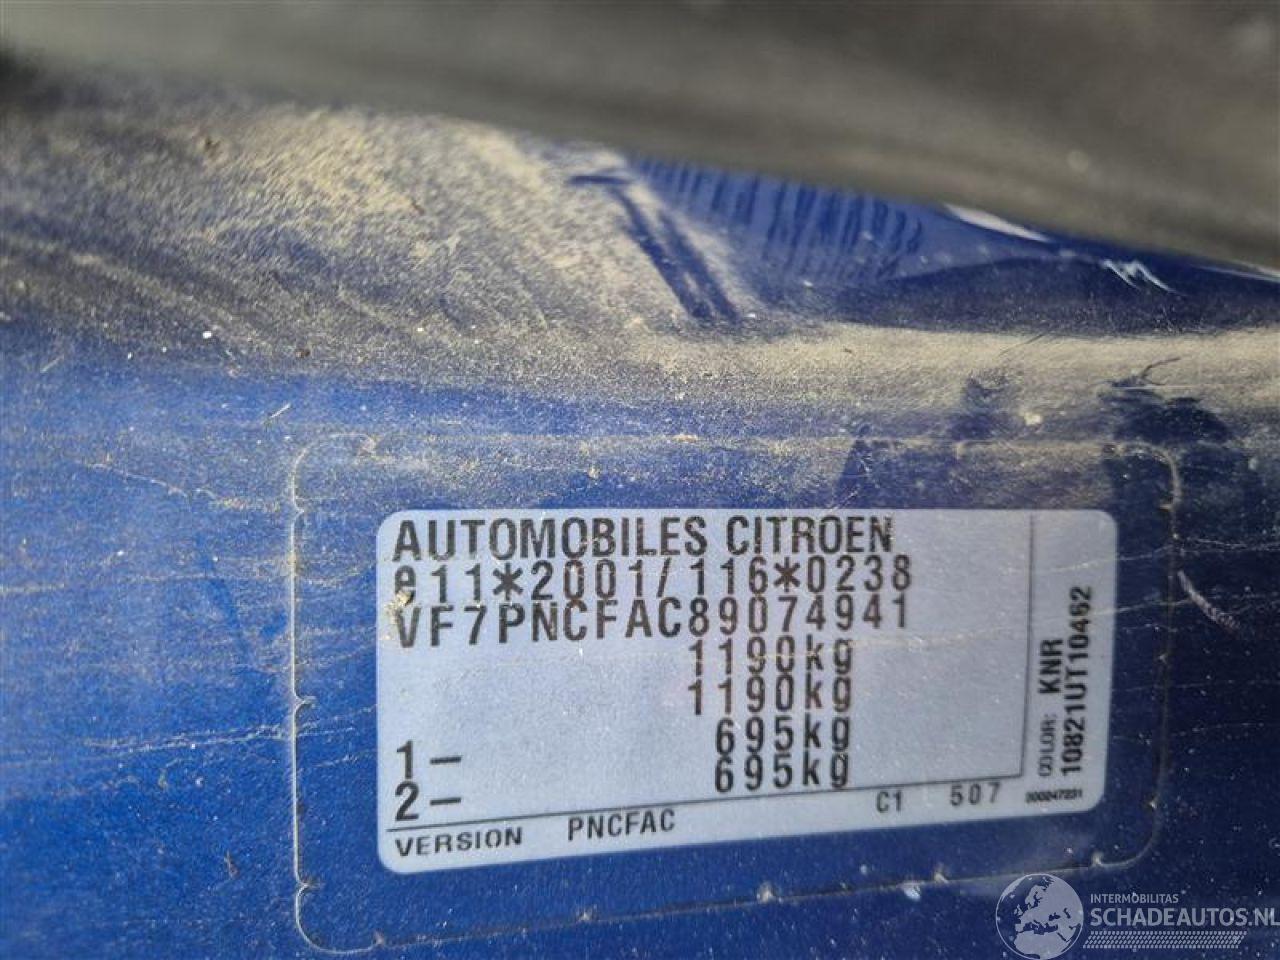 AUTOMOBILES CITROEN
e11*2001/116*0238
VF7PNCFAC89074941
1190kg
1190kg
1- 695kg
2- 695kg
VERSION PNCFAC C1 507
COLOR: KNR
10821UT10462
300247231
INTERMOBILITAS
SCHADEAUTOS.NL